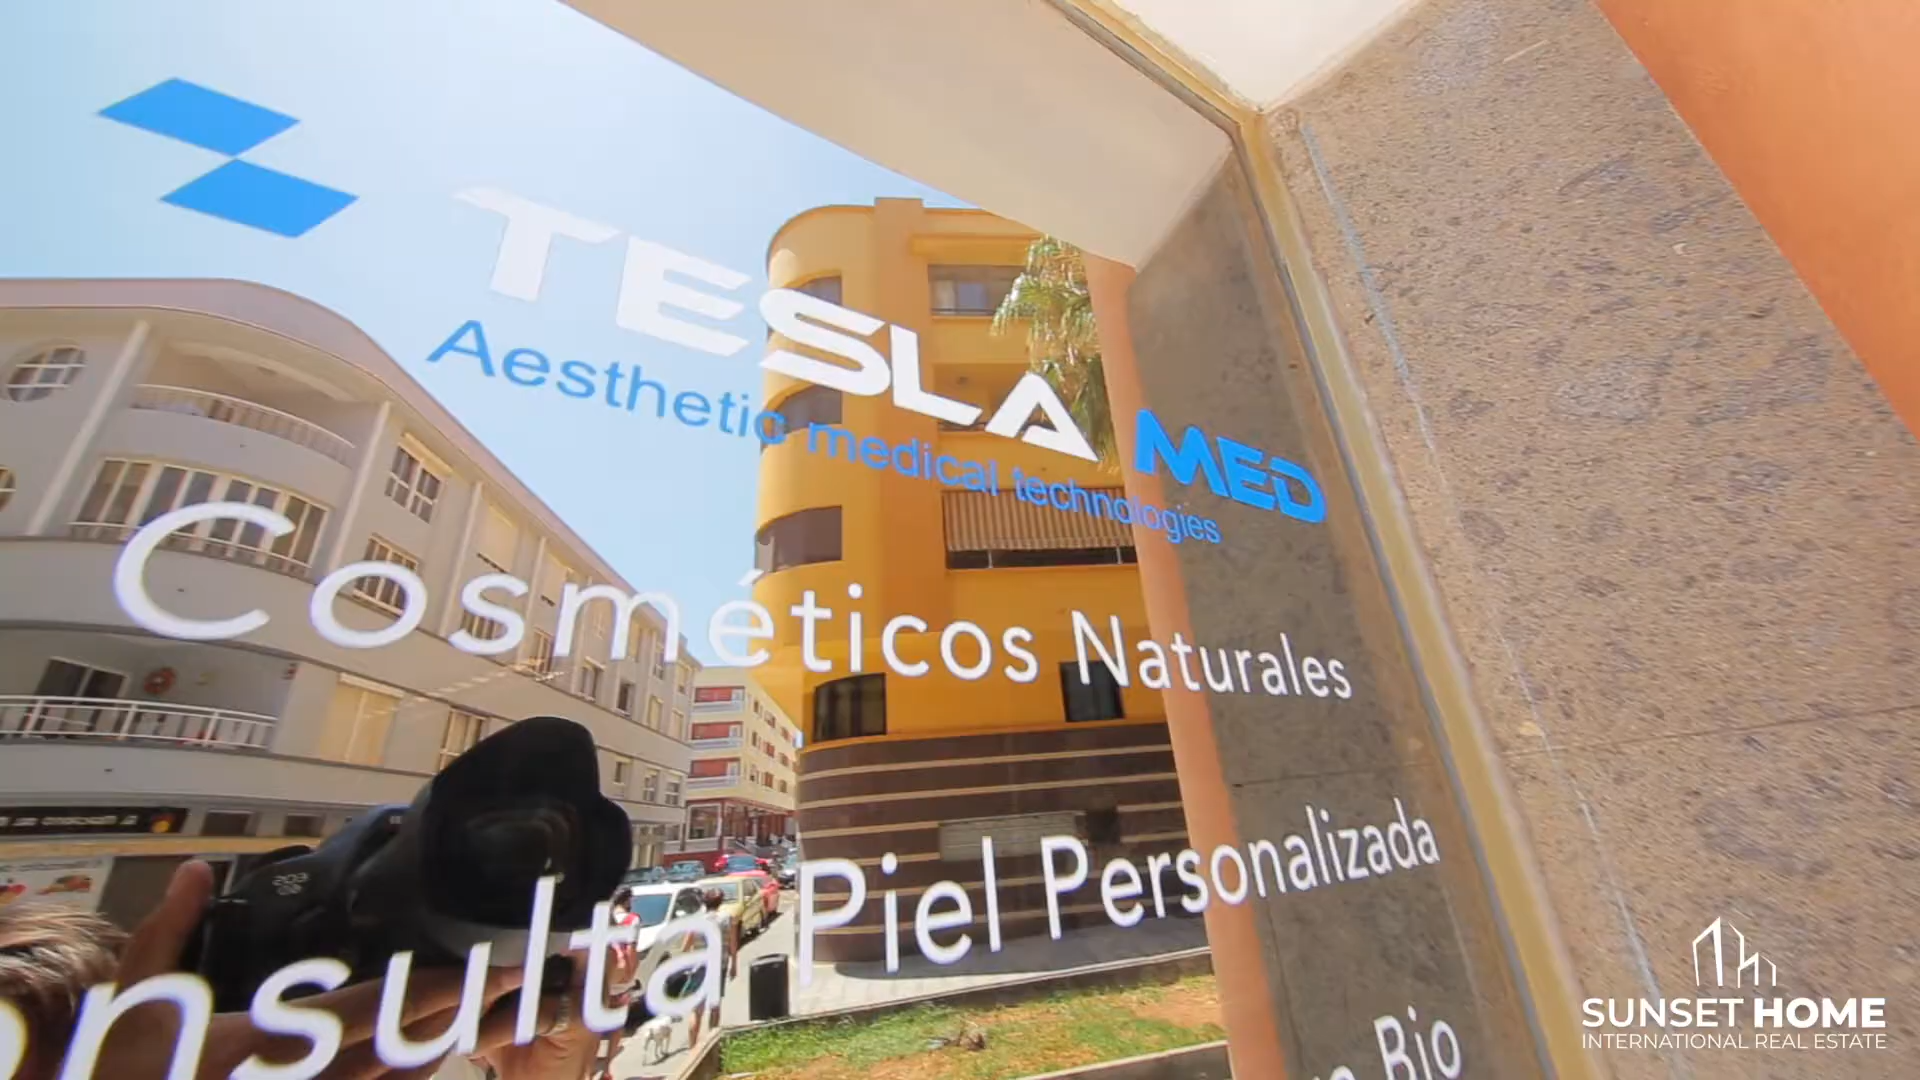 TESLA MED
Aesthetic medical technologies
Cosméticos Naturales
onsulta Piel Personalizada
Bio
SUNSET HOME
INTERNATIONAL REAL ESTATE